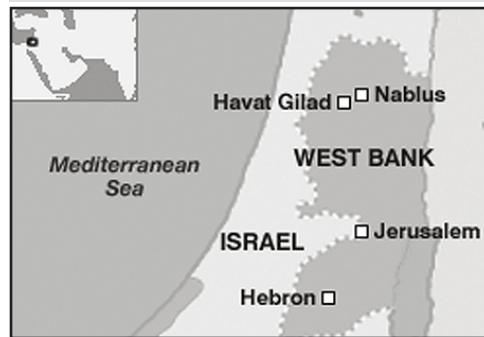 Havat Gilad
Nablus
Mediterranean
Sea
WEST BANK
ISRAEL
Jerusalem
Hebron